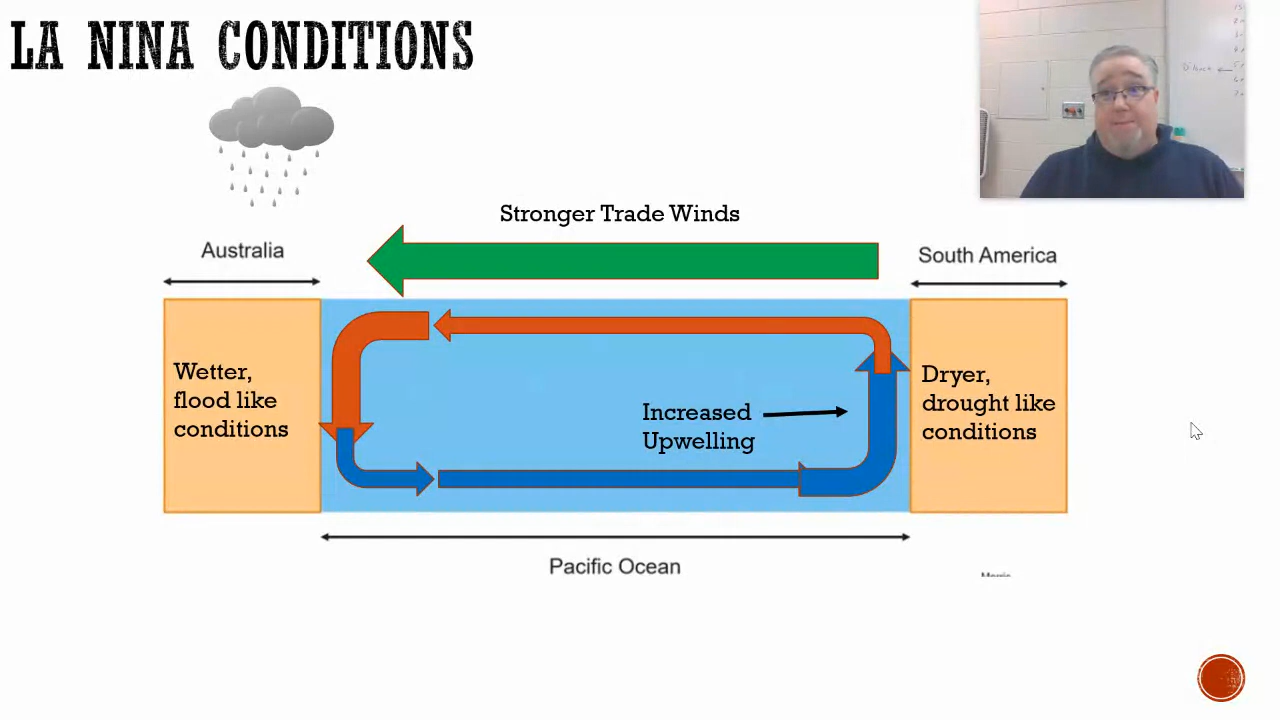 LA NINA CONDITIONS
Stronger Trade Winds
Australia
South America
Wetter,
flood like
conditions
Increased
Upwelling
Dryer,
drought like
conditions
Pacific Ocean